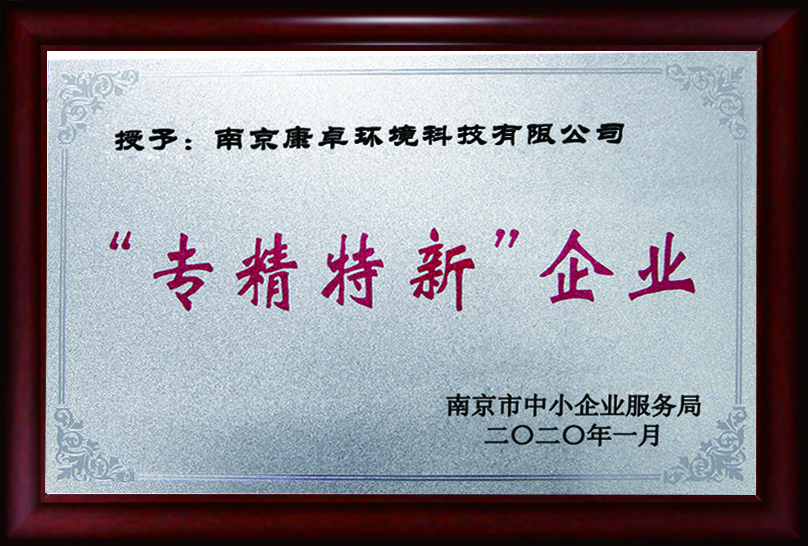 授予：南京康卓环境科技有限公司
“专精特新”企业
南京市中小企业服务局
二〇二〇年一月